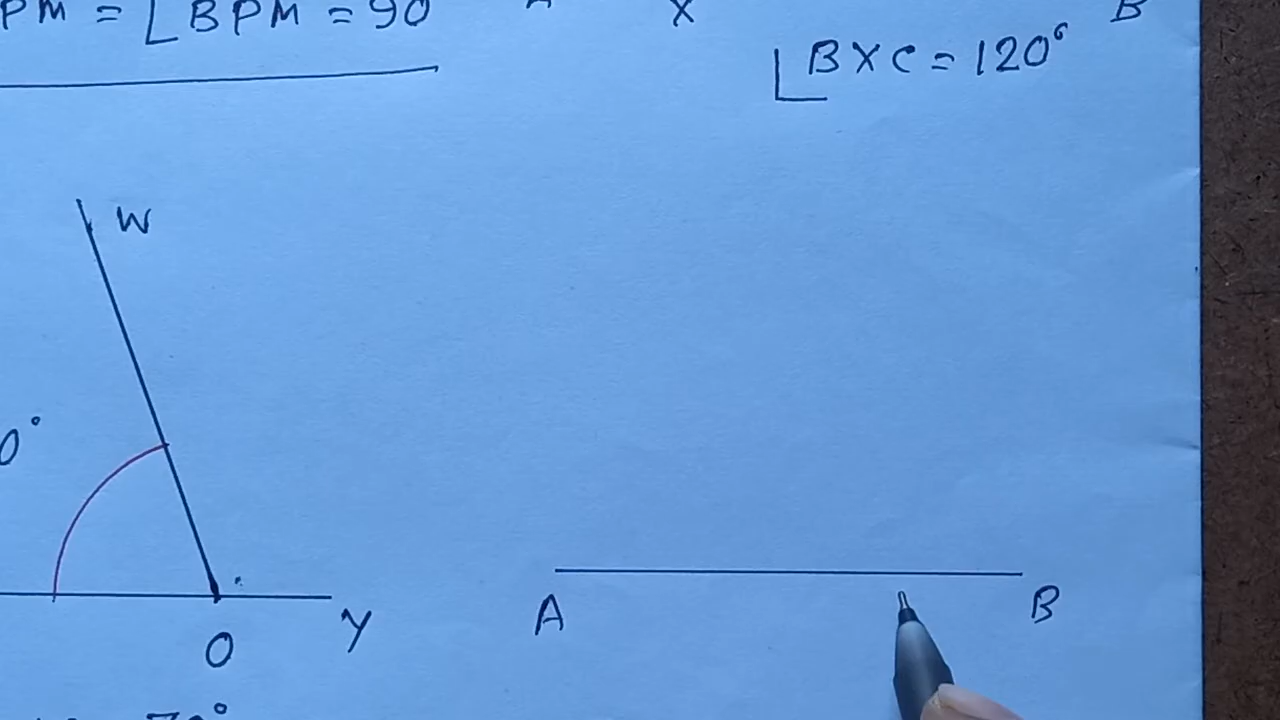 PM = ∠BPM = 90
X
B
∠BXC = 120°
W
0°
A
B
O
Y